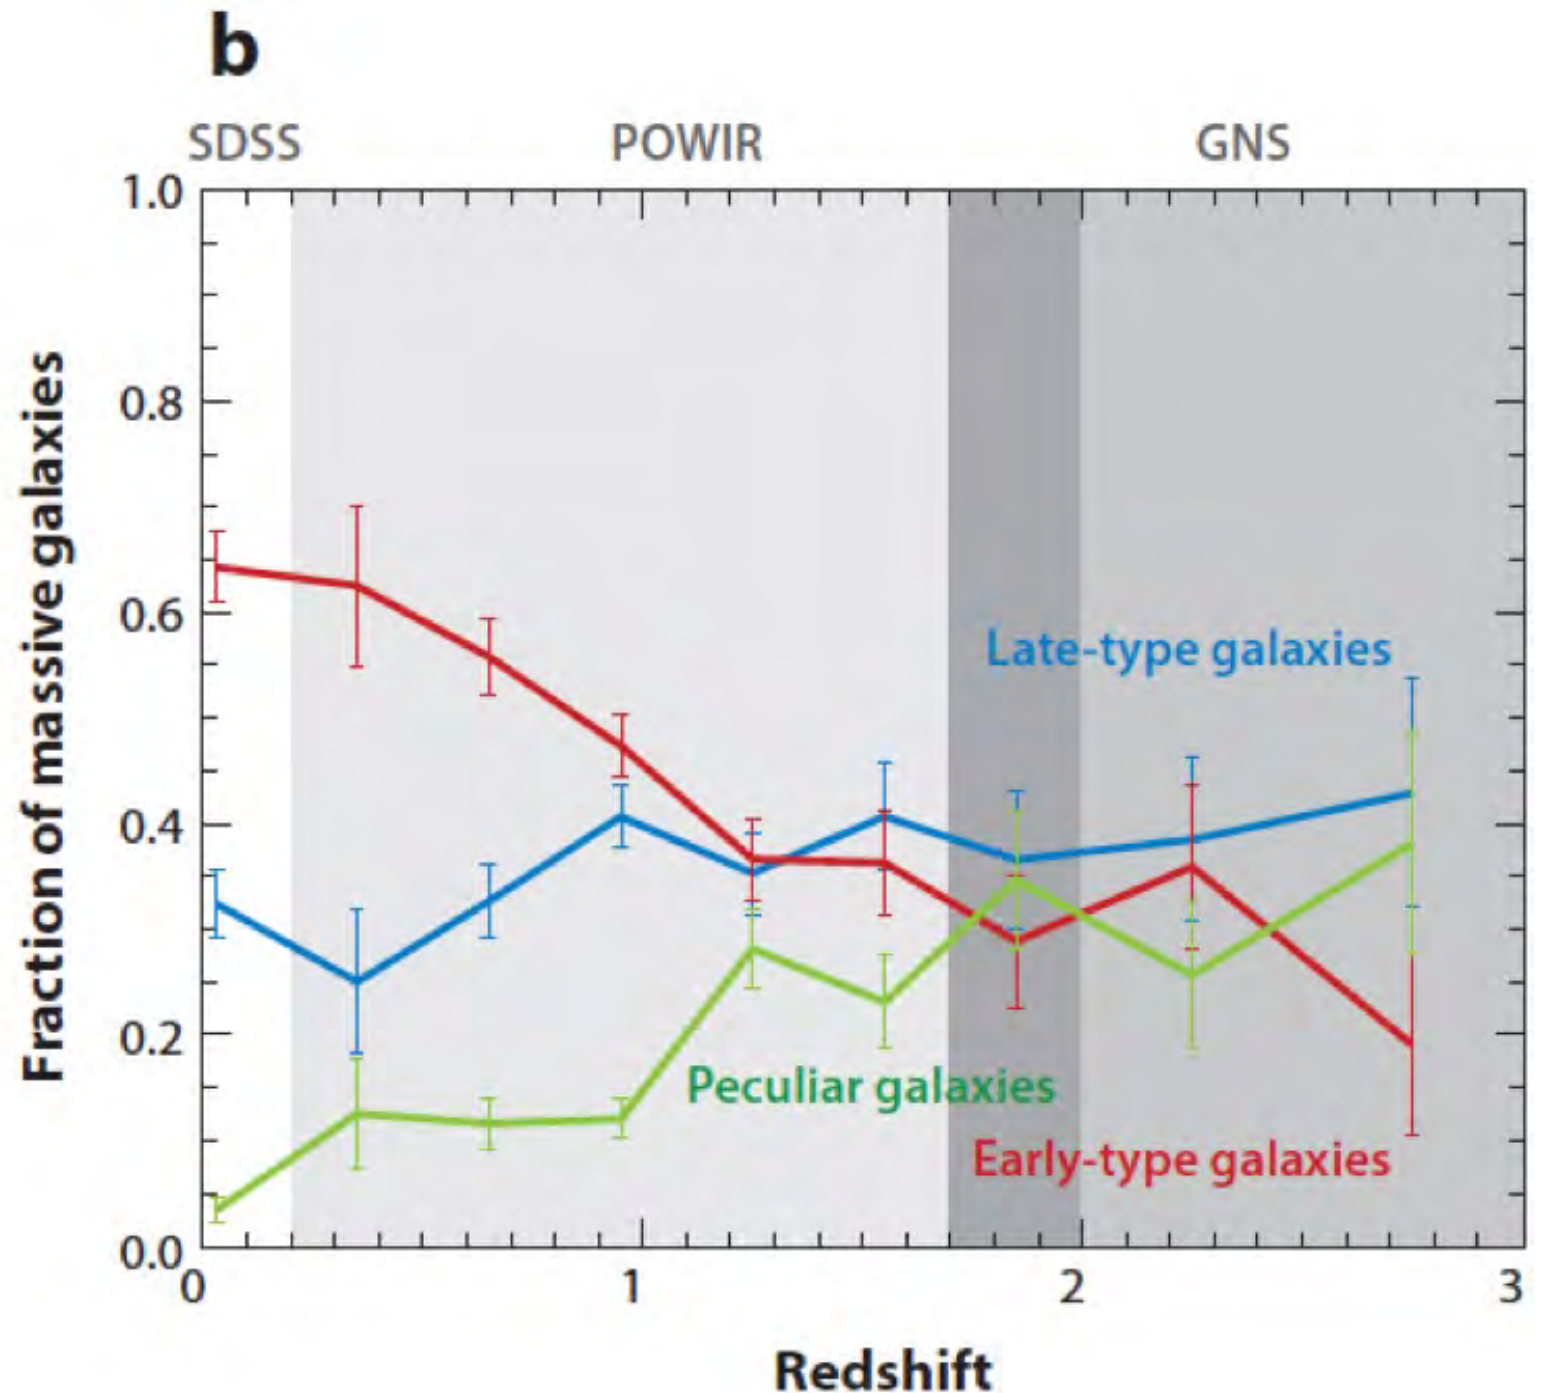 b
SDSS POWIR GNS
1.0
0.8
0.6
0.4
0.2
0.0
Fraction of massive galaxies
Late-type galaxies
Peculiar galaxies
Early-type galaxies
0 1 2 3
Redshift